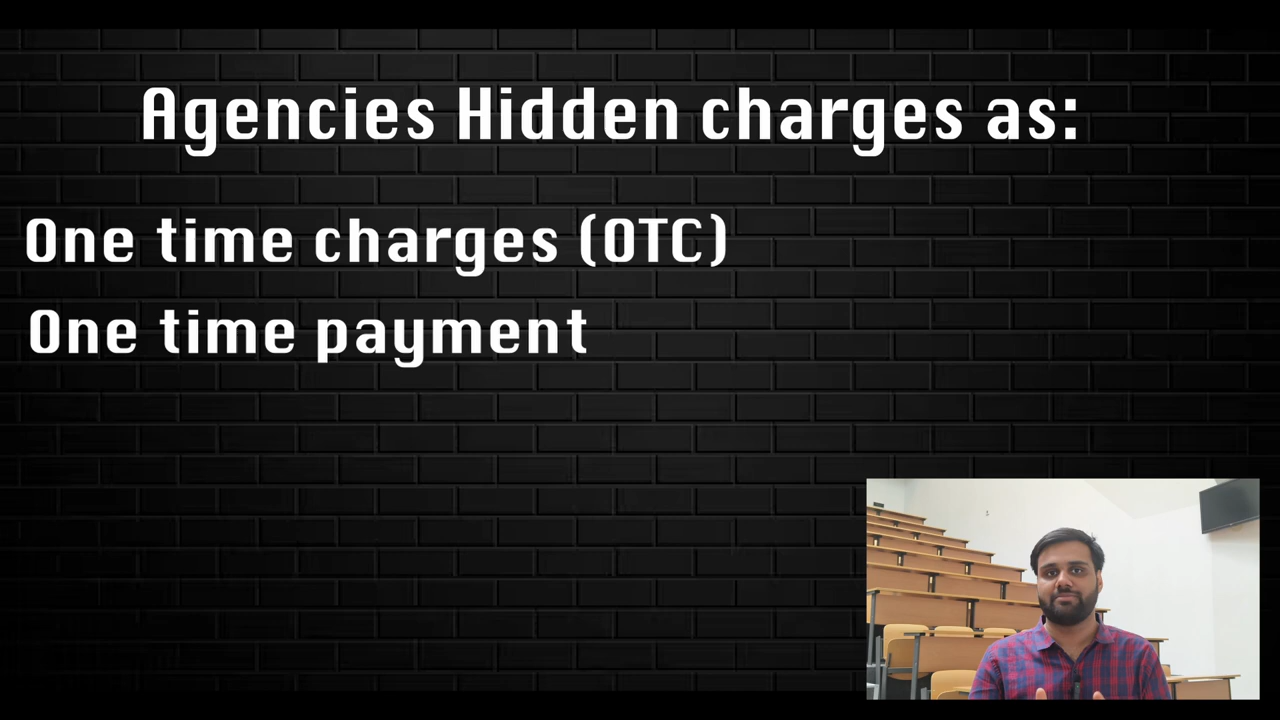 Agencies Hidden charges as:
One time charges (OTC)
One time payment